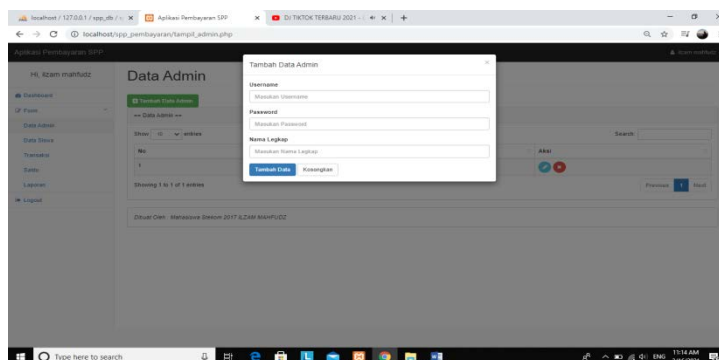 localhost / 127.0.0.1 / spp_db /
Aplikasi Pembayaran SPP
DJ TIKTOK TERBARU 2021 -
localhost/spp_pembayaran/tampil_admin.php
Aplikasi Pembayaran SPP
ilzam mahfudz
Hi, ilzam mahfudz
Dashboard
Form
Data Admin
Data Siswa
Transaksi
Saldo
Laporan
Logout
Data Admin
Tambah Data Admin
== Data Admin ==
Show 10 entries
Search
No
Aksi
1
Showing 1 to 1 of 1 entries
Previous 1 Next
Dibuat Oleh : Mahasiswa Siskom 2017 ILZAM MAHFUDZ
Tambah Data Admin
×
Username
Masukan Username
Password
Masukan Password
Nama Legkap
Masukan Nama Legkap
Tambah Data
Kosongkan
Type here to search
ENG
11:14 AM